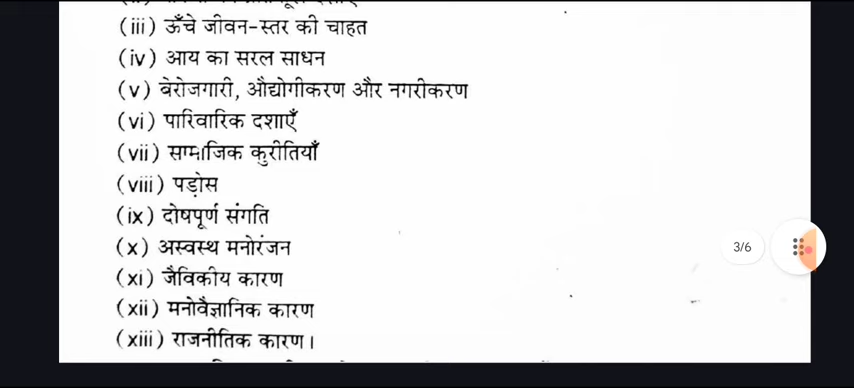 (iii) ऊँचे जीवन-स्तर की चाहत
(iv) आय का सरल साधन
(v) बेरोजगारी, औद्योगीकरण और नगरीकरण
(vi) पारिवारिक दशाएँ
(vii) सामाजिक कुरीतियाँ
(viii) पड़ोस
(ix) दोषपूर्ण संगति
(x) अस्वस्थ मनोरंजन
3/6
(xi) जैविकीय कारण
(xii) मनोवैज्ञानिक कारण
(xiii) राजनीतिक कारण।